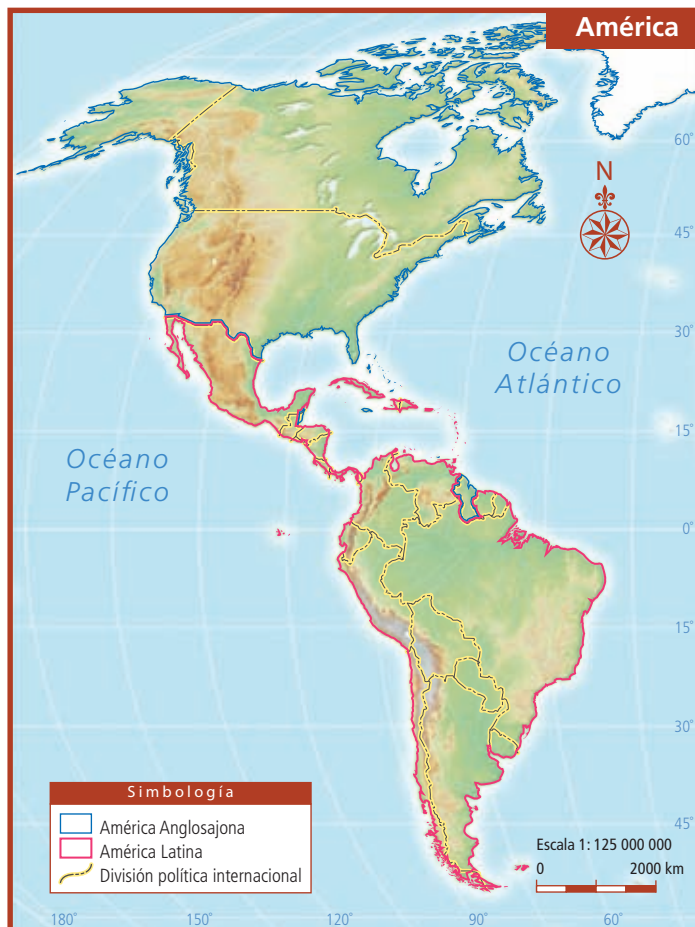 América
60°
N
45°
30°
Océano
Atlántico
15°
Océano
Pacífico
0°
15°
30°
Simbología
América Anglosajona
América Latina
División política internacional
45°
Escala 1: 125 000 000
0 2000 km
180° 150° 120° 90° 60°